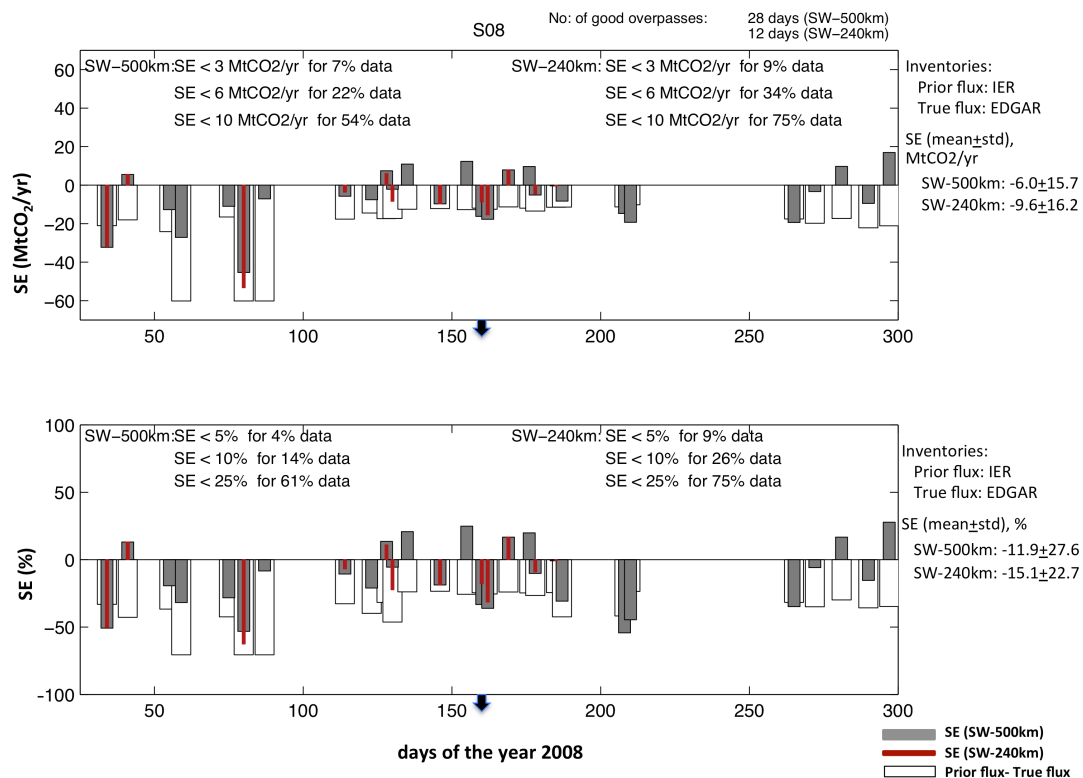 S08
No: of good overpasses: 28 days (SW−500km)
12 days (SW−240km)
SW−500km: SE < 3 MtCO2/yr for 7% data
SE < 6 MtCO2/yr for 22% data
SE < 10 MtCO2/yr for 54% data
SW−240km: SE < 3 MtCO2/yr for 9% data
SE < 6 MtCO2/yr for 34% data
SE < 10 MtCO2/yr for 75% data
Inventories:
Prior flux: IER
True flux: EDGAR
SE (mean±std),
MtCO2/yr
SW-500km: -6.0±15.7
SW-240km: -9.6±16.2
SE (MtCO₂/yr)
60
40
20
0
−20
−40
−60
50 100 150 200 250 300
SW−500km: SE < 5% for 4% data
SE < 10% for 14% data
SE < 25% for 61% data
SW−240km: SE < 5% for 9% data
SE < 10% for 26% data
SE < 25% for 75% data
Inventories:
Prior flux: IER
True flux: EDGAR
SE (mean±std), %
SW-500km: -11.9±27.6
SW-240km: -15.1±22.7
SE (%)
100
50
0
−50
-100
50 100 150 200 250 300
days of the year 2008
SE (SW-500km)
SE (SW-240km)
Prior flux- True flux